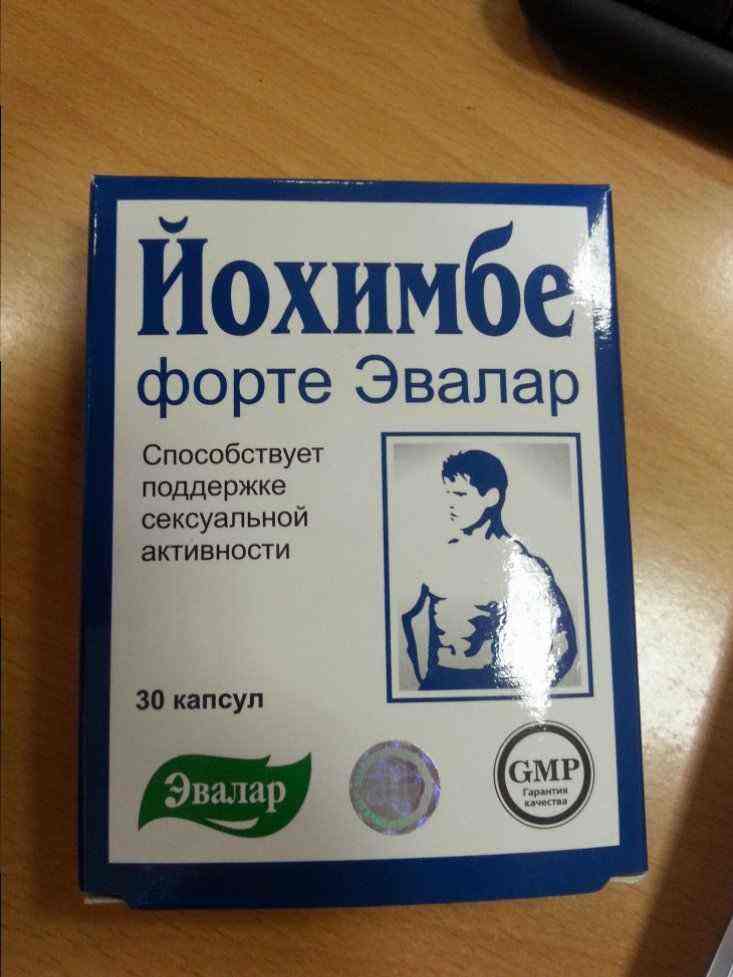 Йохимбе
форте Эвалар
Способствует
поддержке
сексуальной
активности
30 капсул
Эвалар
GMP
Гарантия
качества